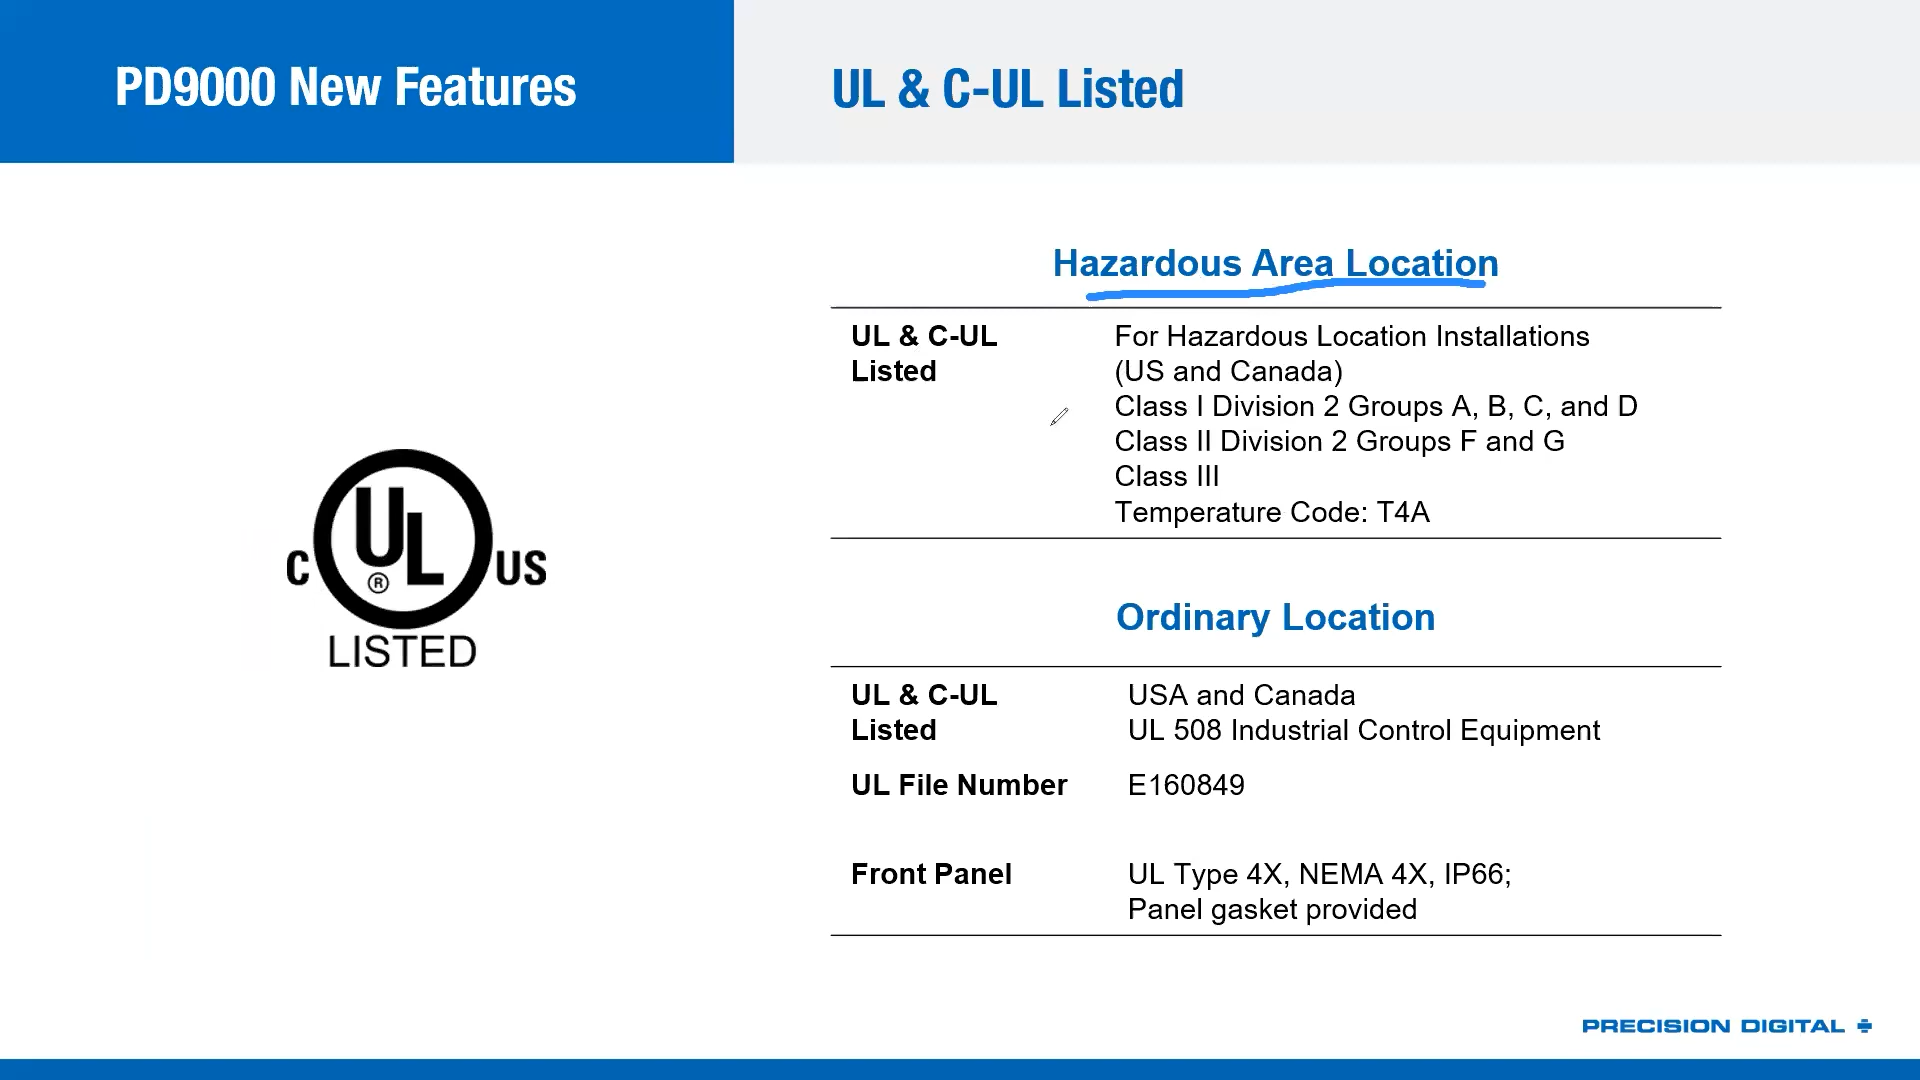 PD9000 New Features
UL & C-UL Listed
Hazardous Area Location
UL & C-UL
Listed
For Hazardous Location Installations
(US and Canada)
Class I Division 2 Groups A, B, C, and D
Class II Division 2 Groups F and G
Class III
Temperature Code: T4A
C UL ® US
LISTED
Ordinary Location
UL & C-UL
Listed
USA and Canada
UL 508 Industrial Control Equipment
UL File Number
E160849
Front Panel
UL Type 4X, NEMA 4X, IP66;
Panel gasket provided
PRECISION DIGITAL